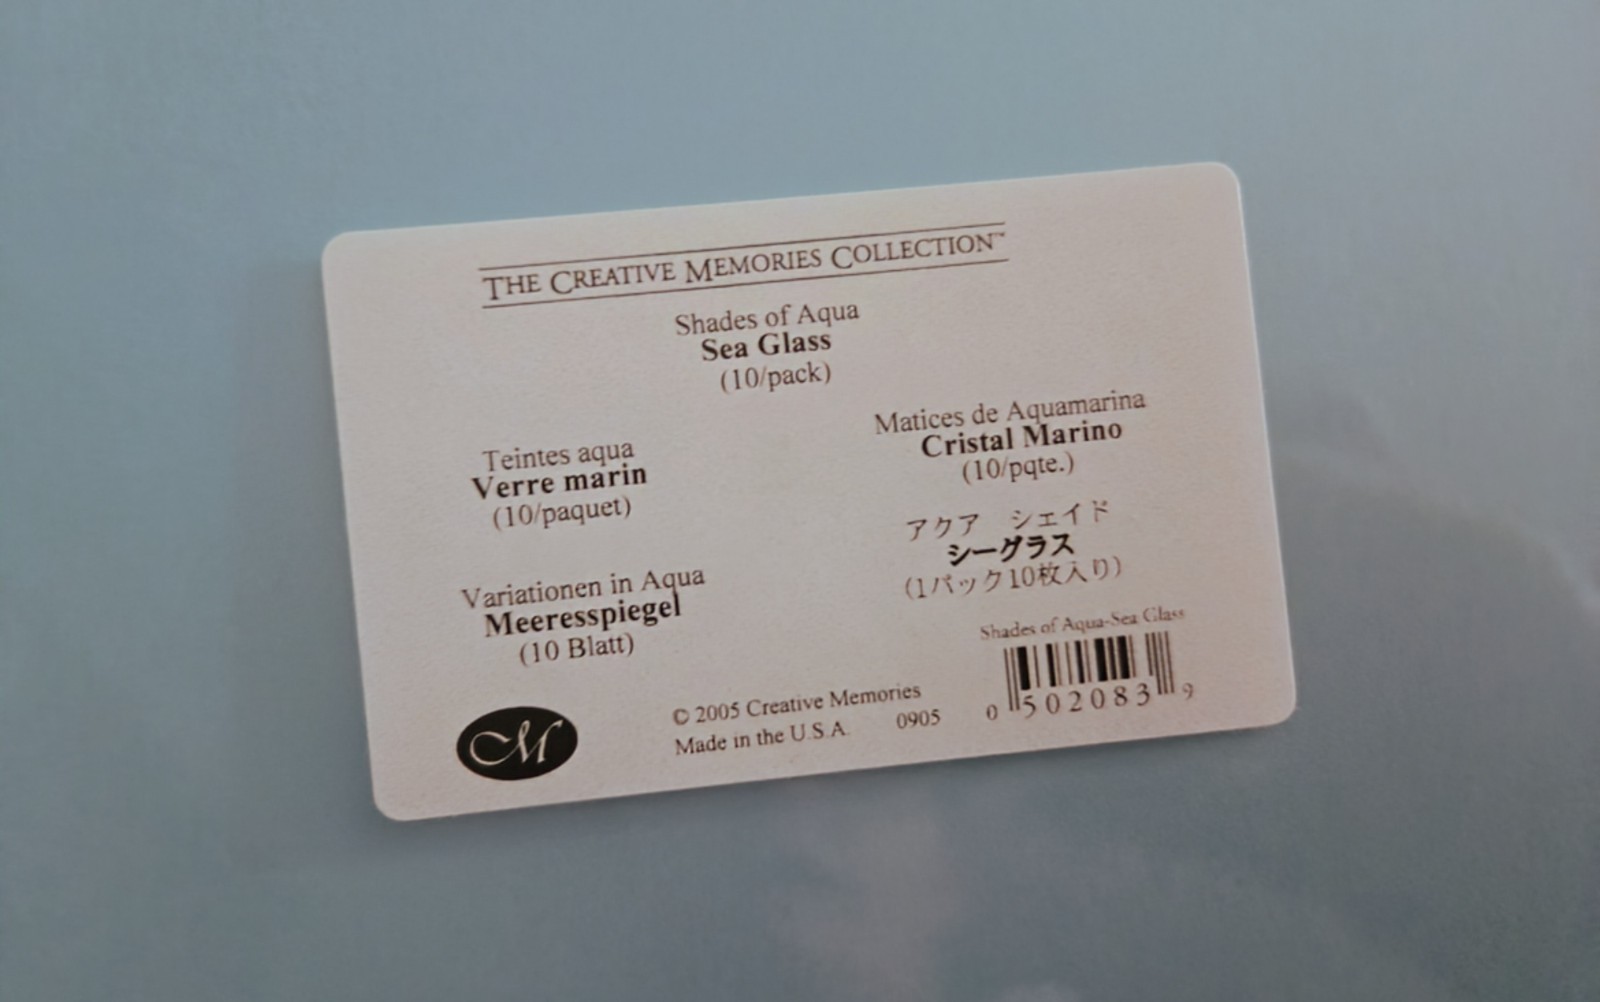 THE CREATIVE MEMORIES COLLECTION™
Shades of Aqua
Sea Glass
(10/pack)
Teintes aqua
Verre marin
(10/paquet)
Matices de Aquamarina
Cristal Marino
(10/pqte.)
Variationen in Aqua
Meeresspiegel
(10 Blatt)
アクア シェイド
シーグラス
(1パック10枚入り)
Shades of Aqua-Sea Glass
0 502083 9
CM
© 2005 Creative Memories
Made in the U.S.A. 0905